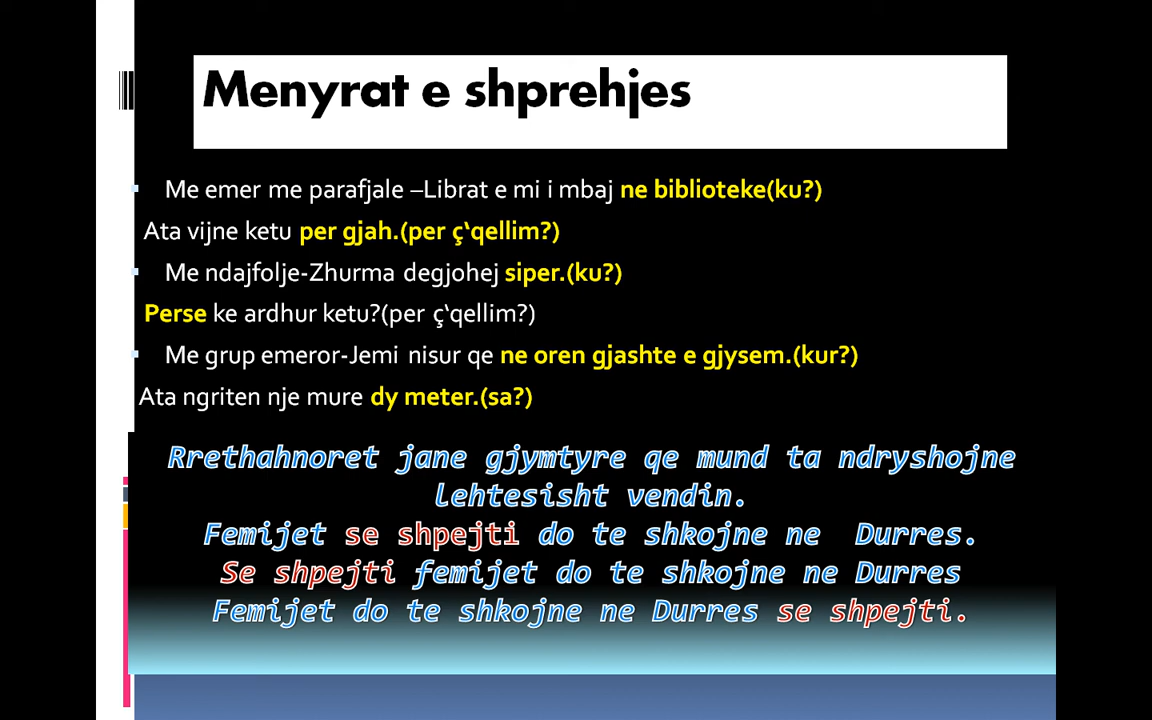 Menyrat e shprehjes
Me emer me parafjale –Librat e mi i mbaj ne biblioteke(ku?)
Ata vijne ketu per gjah.(per ç‘qellim?)
Me ndajfolje-Zhurma degjohej siper.(ku?)
Perse ke ardhur ketu?(per ç‘qellim?)
Me grup emeror-Jemi nisur qe ne oren gjashte e gjysem.(kur?)
Ata ngriten nje mure dy meter.(sa?)
Rrethahnoret jane gjymtyre qe mund ta ndryshojne
lehtesisht vendin.
Femijet se shpejti do te shkojne ne Durres.
Se shpejti femijet do te shkojne ne Durres
Femijet do te shkojne ne Durres se shpejti.